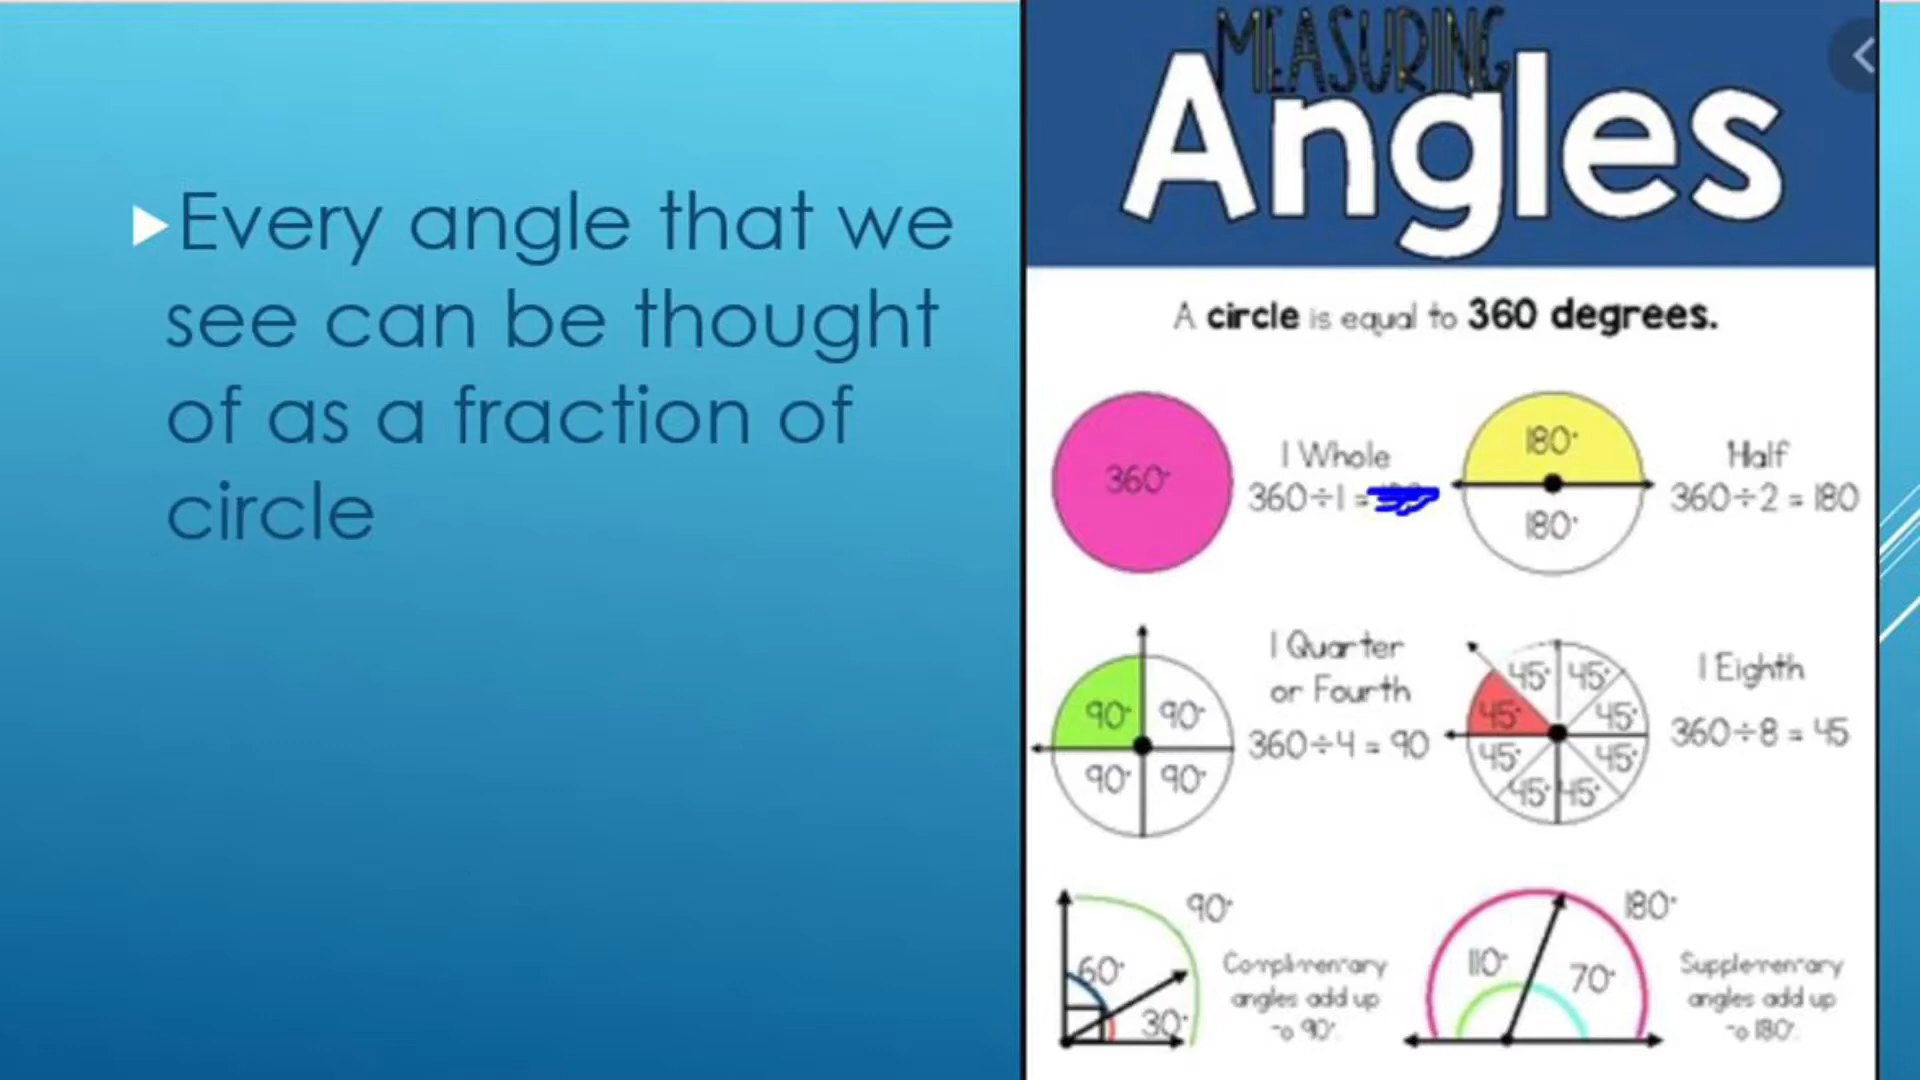 Every angle that we
see can be thought
of as a fraction of
circle
MEASURING
Angles
A circle is equal to 360 degrees.
360°
1 Whole
360÷1 =
180°
180°
Half
360÷2 = 180
90°
90°
90°
90°
1 Quarter
or Fourth
360÷4 = 90
45°
45°
45°
45°
45°
45°
45°
45°
1 Eighth
360÷8 = 45
90°
60°
30°
Complimentary
angles add up
to 90°.
180°
110°
70°
Supplementary
angles add up
to 180°.